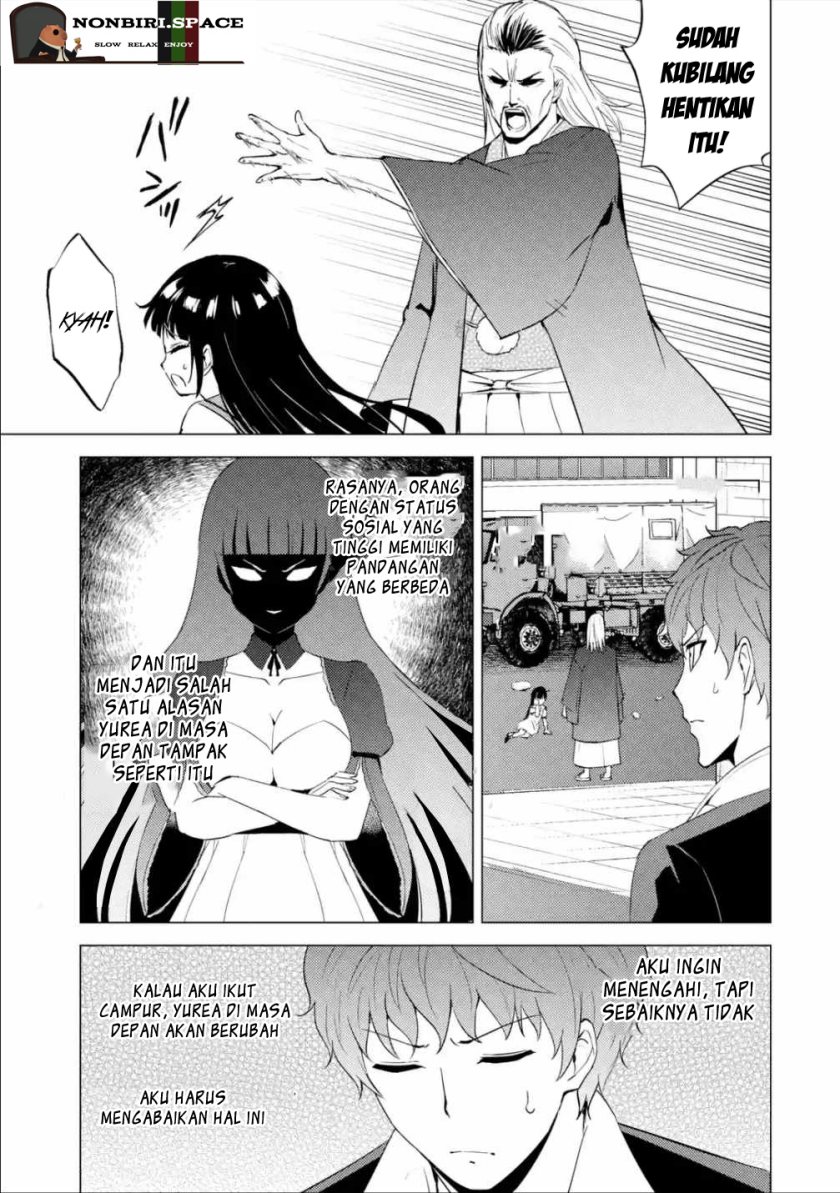 NONBIRI.SPACE
SLOW RELAX ENJOY
SUDAH
KUBILANG
HENTIKAN
ITU!
KYAH!
RASANYA, ORANG
DENGAN STATUS
SOSIAL YANG
TINGGI MEMILIKI
PANDANGAN
YANG BERBEDA
DAN ITU
MENJADI SALAH
SATU ALASAN
YUREA DI MASA
DEPAN TAMPAK
SEPERTI ITU
AKU INGIN
MENENGAHI, TAPI
SEBAIKNYA TIDAK
KALAU AKU IKUT
CAMPUR, YUREA DI MASA
DEPAN AKAN BERUBAH
AKU HARUS
MENGABAIKAN HAL INI